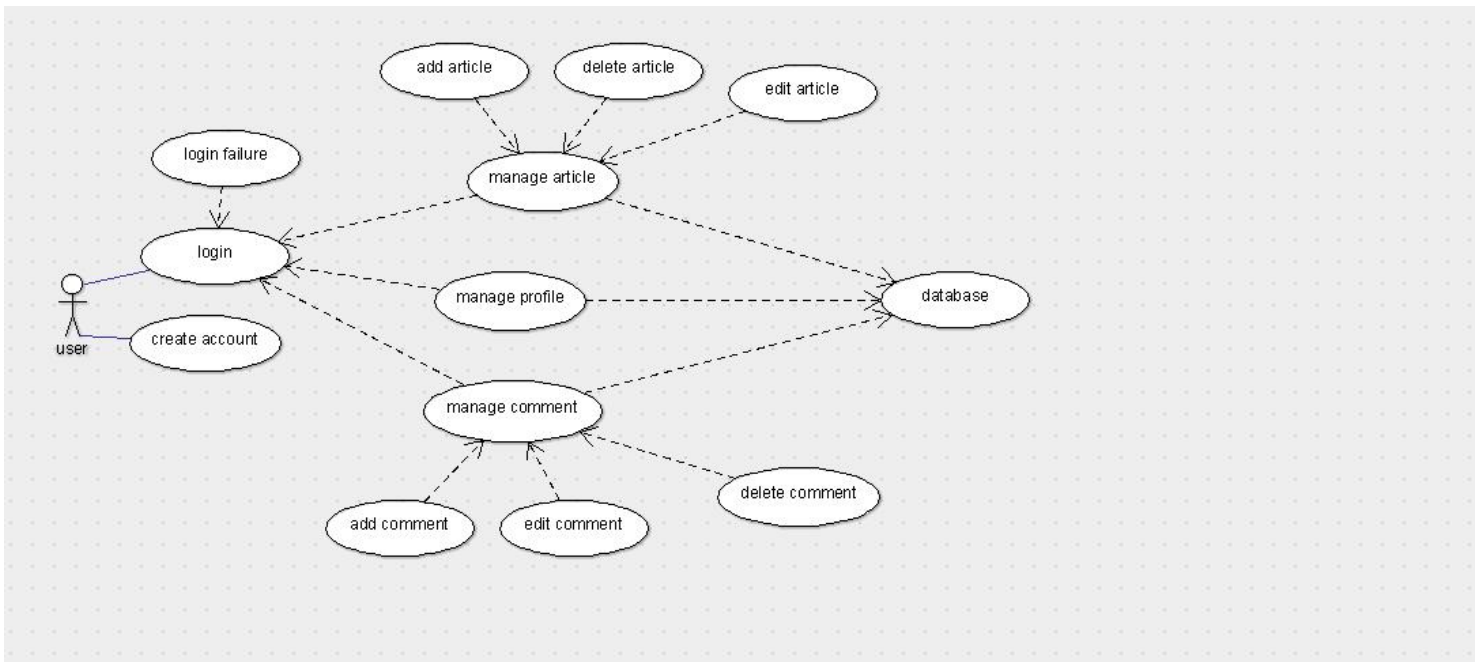 add article
delete article
edit article
login failure
manage article
login
manage profile
database
create account
user
manage comment
delete comment
add comment
edit comment